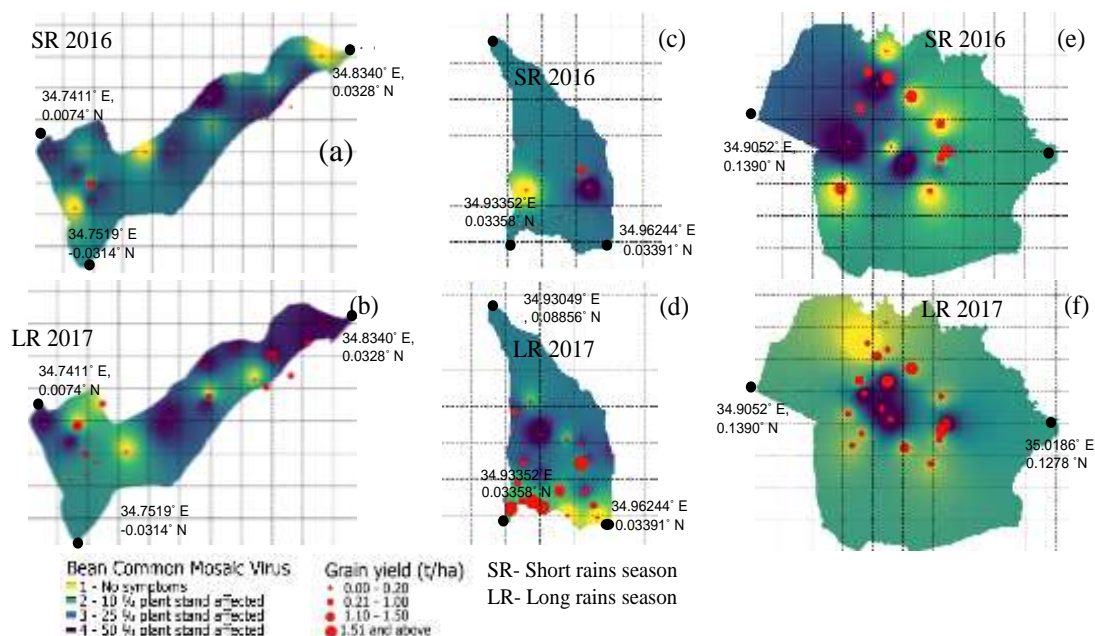 SR 2016
34.7411° E,
0.0074° N
34.8340° E,
0.0328° N
(a)
34.7519° E
-0.0314° N
(c)
SR 2016
34.93352°E
0.03358° N
34.96244° E
0.03391° N
(e)
SR 2016
34.9052° E,
0.1390° N
(b)
LR 2017
34.7411° E,
0.0074° N
34.8340° E
0.0328° N
34.7519° E
-0.0314° N
34.93049° E
, 0.08856° N
(d)
LR 2017
34.93352°E
0.03358° N
34.96244° E
0.03391° N
(f)
LR 2017
34.9052° E,
0.1390° N
35.0186° E
0.1278° N
Bean Common Mosaic Virus
1 - No symptoms
2 - 10 % plant stand affected
3 - 25 % plant stand affected
4 - 50 % plant stand affected
Grain yield (t/ha)
0.00 - 0.20
0.21 - 1.00
1.10 - 1.50
1.51 and above
SR- Short rains season
LR- Long rains season